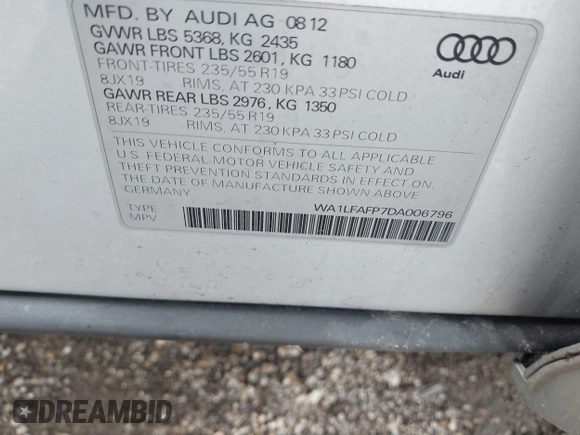 MFD. BY AUDI AG 0812
GVWR LBS 5368, KG 2435
GAWR FRONT LBS 2601, KG 1180
FRONT-TIRES 235/55 R19
8JX19 RIMS, AT 230 KPA 33 PSI COLD
GAWR REAR LBS 2976, KG 1350
REAR-TIRES 235/55 R19
8JX19 RIMS, AT 230 KPA 33 PSI COLD
THIS VEHICLE CONFORMS TO ALL APPLICABLE
U.S. FEDERAL MOTOR VEHICLE SAFETY AND
THEFT PREVENTION STANDARDS IN EFFECT ON
THE DATE OF MANUFACTURE SHOWN ABOVE
GERMANY
TYPE
MPV
WA1LFAFP7DA006796
Audi
DREAMBID